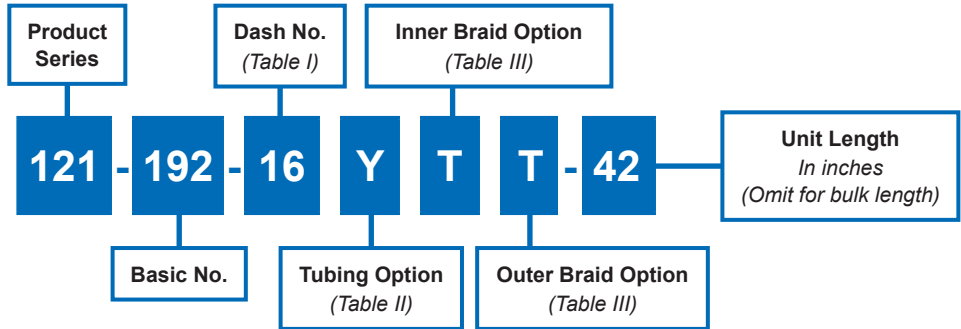 Product
Series
Dash No.
(Table I)
Inner Braid Option
(Table III)
121 - 192 - 16 Y T T - 42
Unit Length
In inches
(Omit for bulk length)
Basic No.
Tubing Option
(Table II)
Outer Braid Option
(Table III)